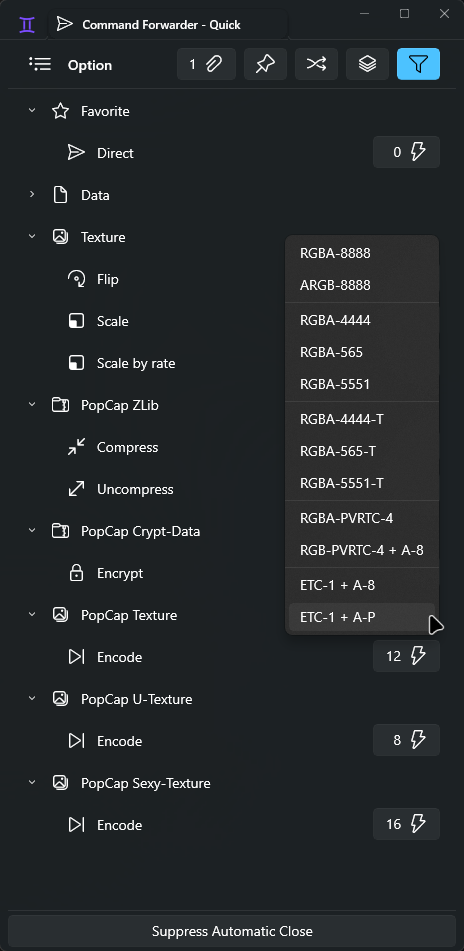 Command Forwarder - Quick
Option
1
Favorite
Direct
0
Data
Texture
Flip
Scale
Scale by rate
PopCap ZLib
Compress
Uncompress
PopCap Crypt-Data
Encrypt
PopCap Texture
Encode
12
PopCap U-Texture
Encode
8
PopCap Sexy-Texture
Encode
16
RGBA-8888
ARGB-8888
RGBA-4444
RGBA-565
RGBA-5551
RGBA-4444-T
RGBA-565-T
RGBA-5551-T
RGBA-PVRTC-4
RGB-PVRTC-4 + A-8
ETC-1 + A-8
ETC-1 + A-P
Suppress Automatic Close